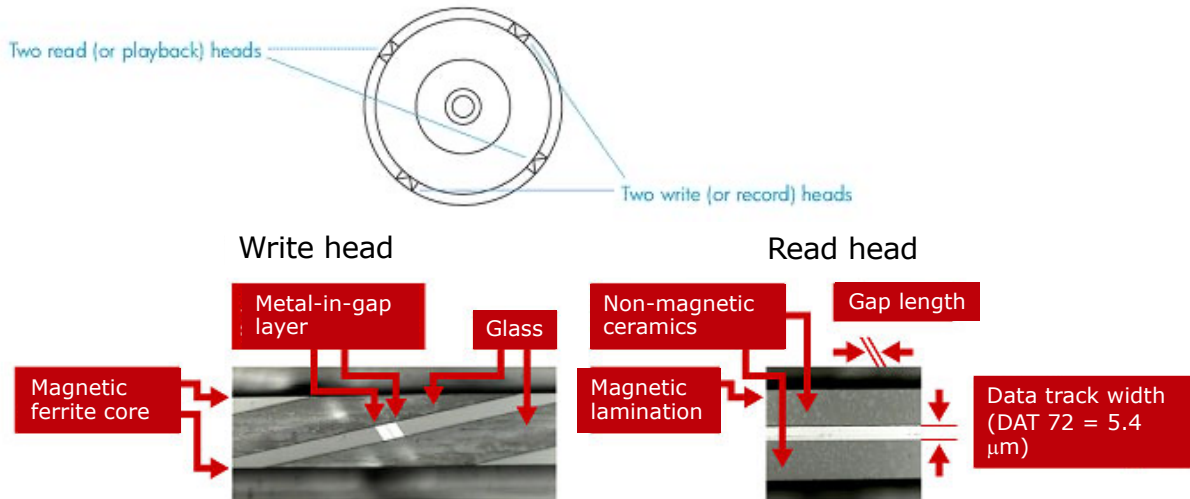 Two read (or playback) heads
Two write (or record) heads
Write head
Read head
Metal-in-gap
layer
Glass
Non-magnetic
ceramics
Gap length
Magnetic
ferrite core
Magnetic
lamination
Data track width
(DAT 72 = 5.4
μm)